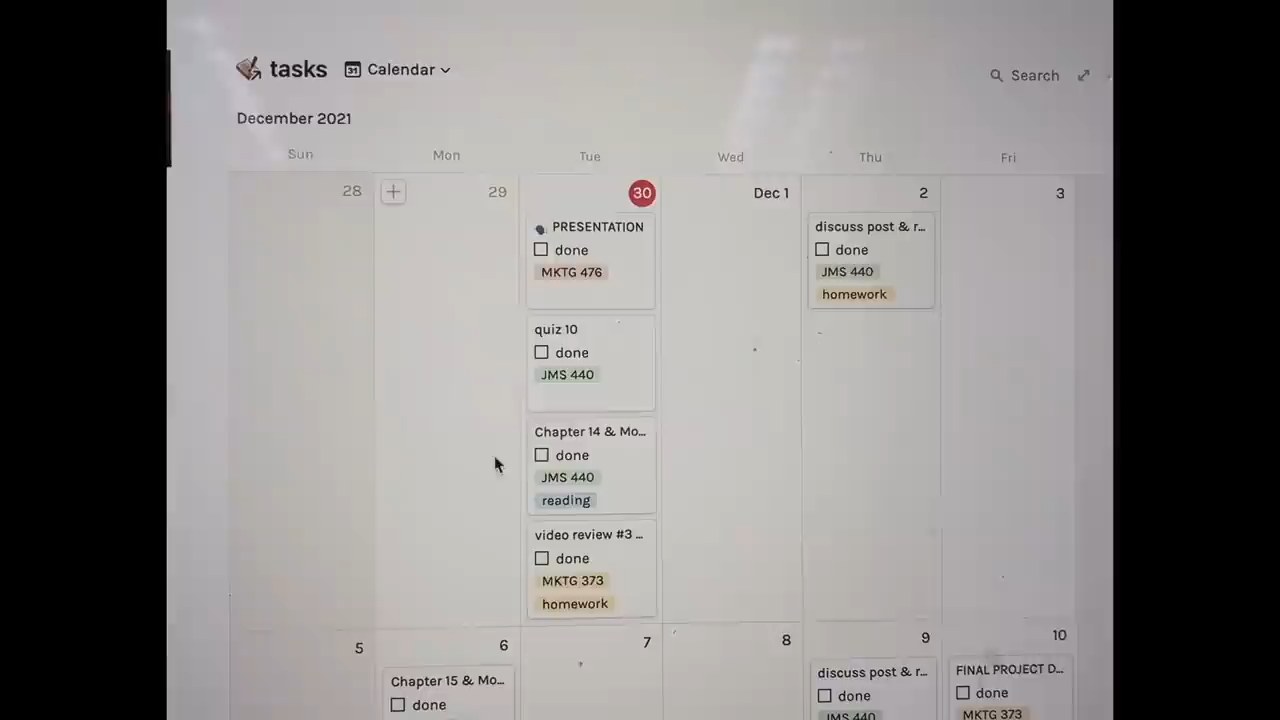 tasks Calendar
Search
December 2021
Sun Mon Tue Wed Thu Fri
28 29 30 Dec 1 2 3
PRESENTATION
done
MKTG 476
quiz 10
done
JMS 440
Chapter 14 & Mo...
done
JMS 440
reading
video review #3 ...
done
MKTG 373
homework
discuss post & r...
done
JMS 440
homework
5 6 7 8 9 10
Chapter 15 & Mo...
done
discuss post & r...
done
JMS 440
FINAL PROJECT D...
done
MKTG 373